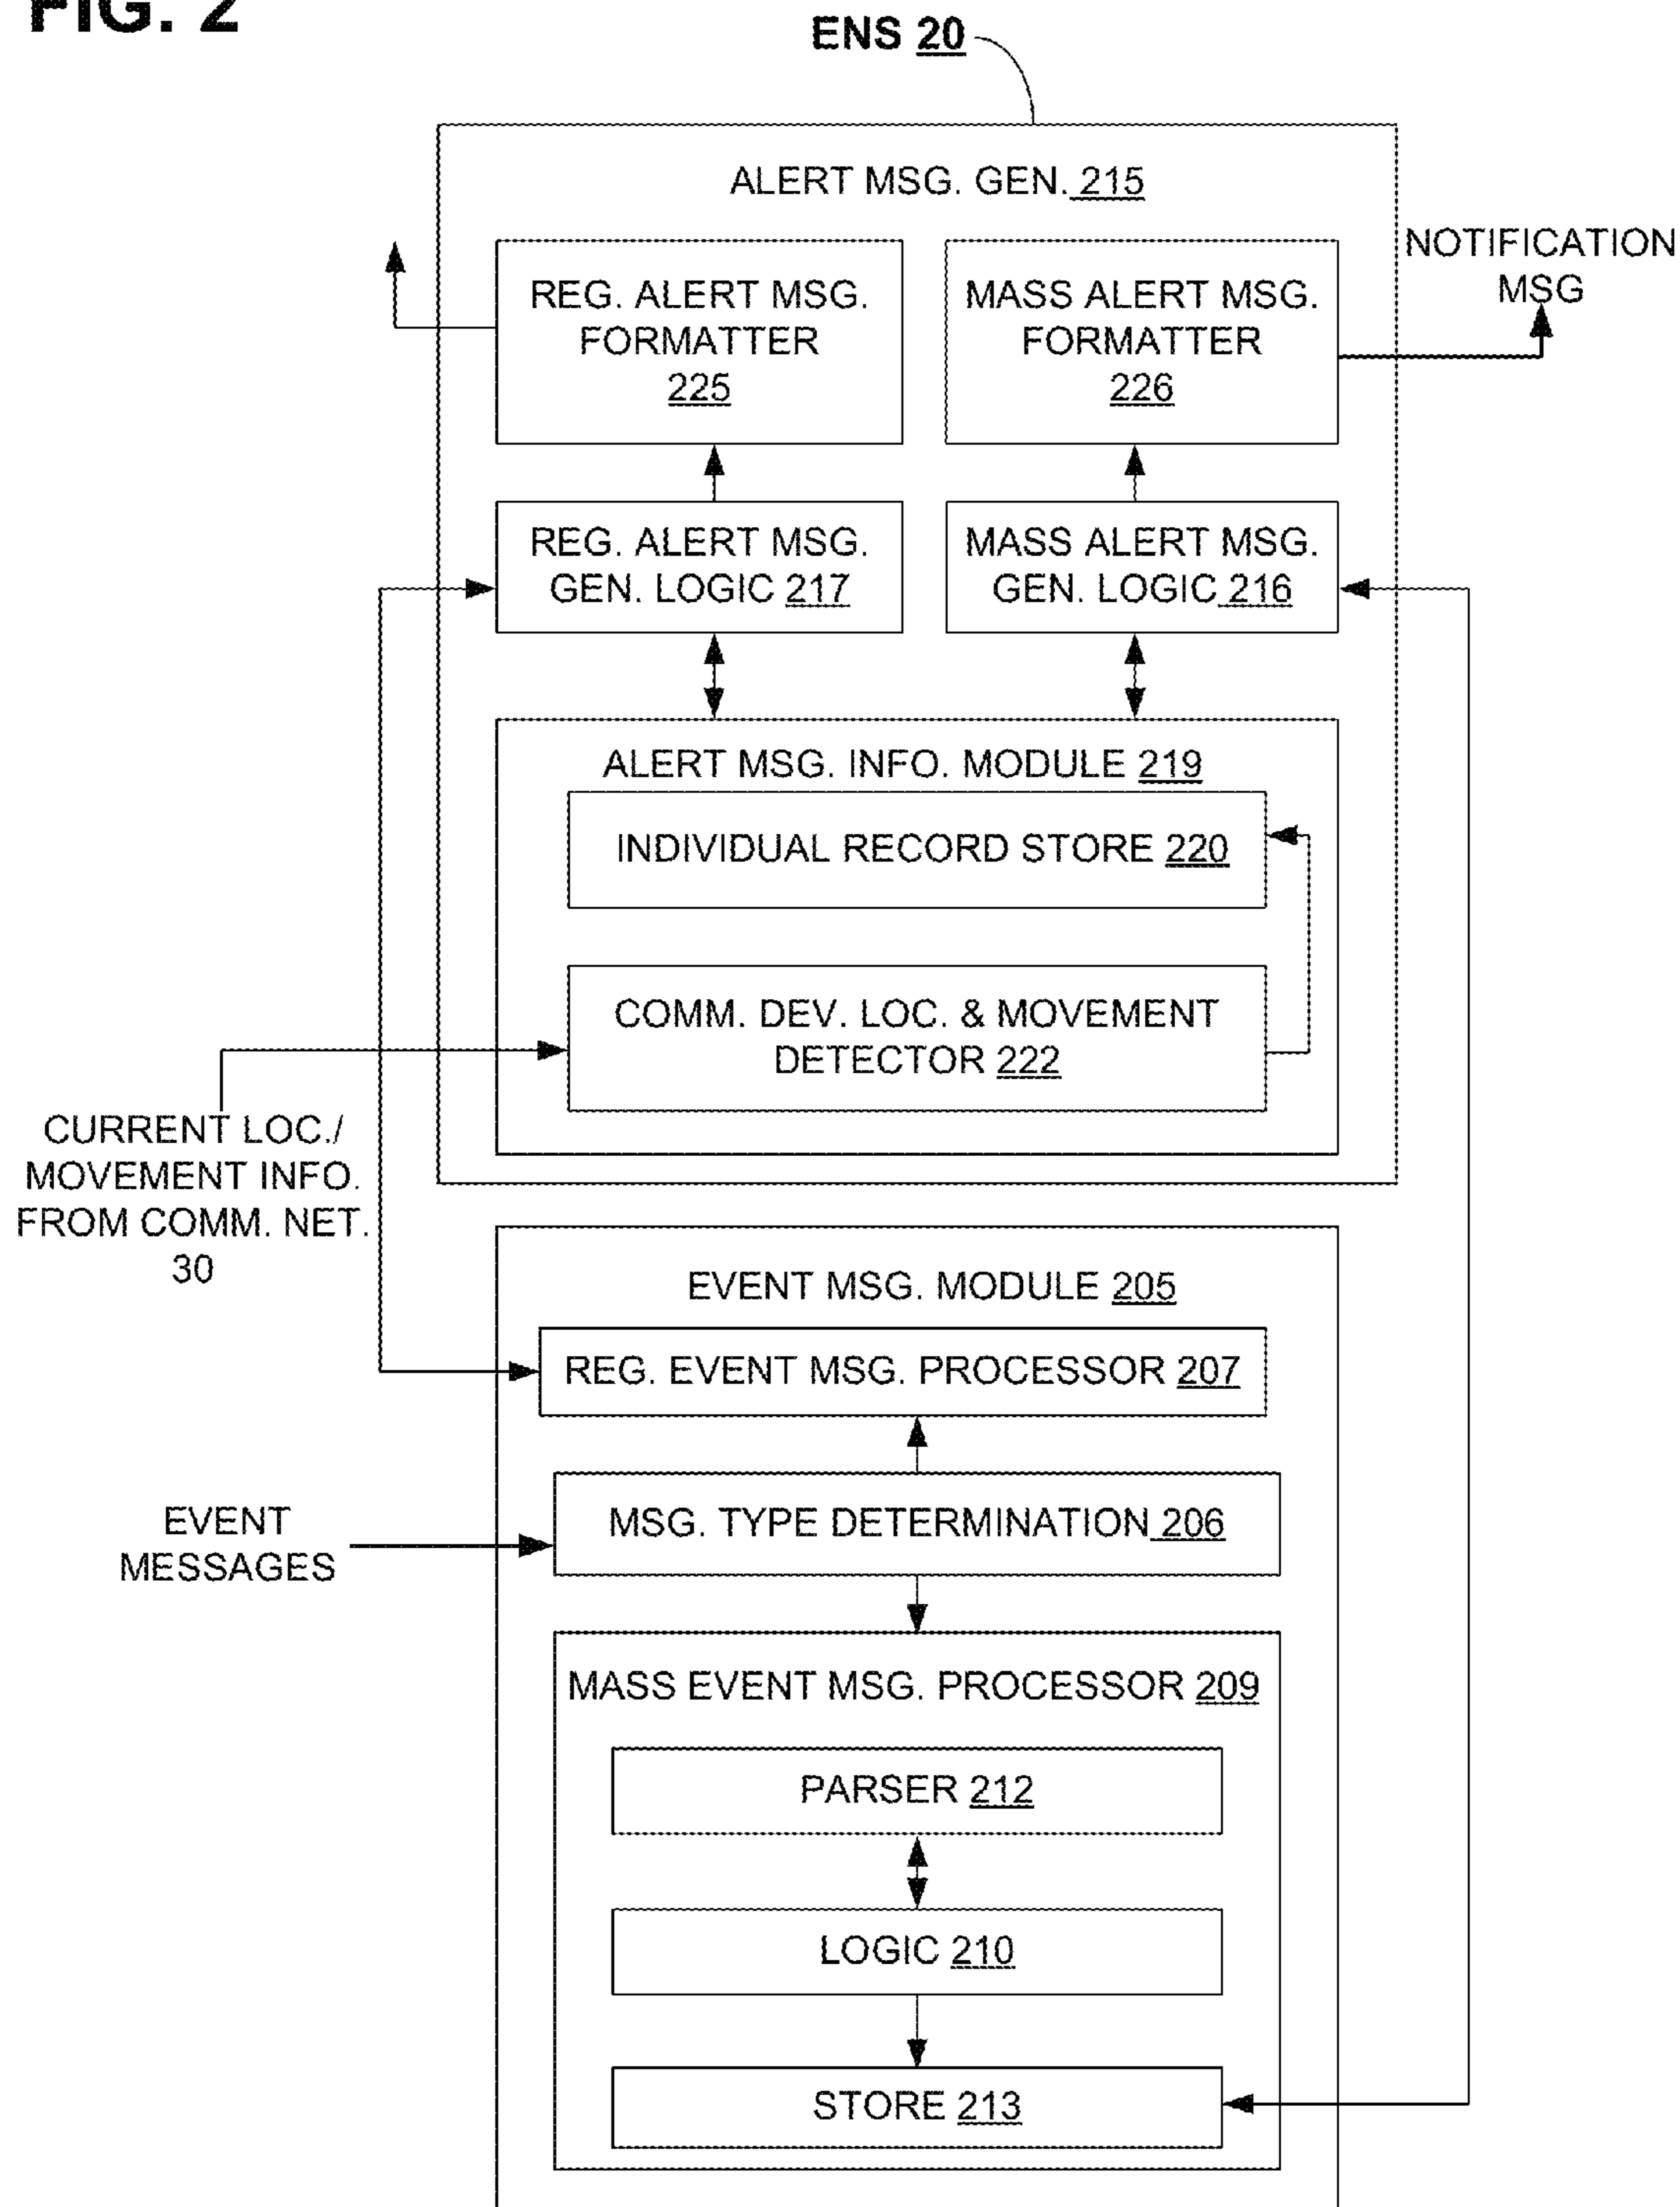 FIG. 2
ENS 20
ALERT MSG. GEN. 215
NOTIFICATION
MSG
REG. ALERT MSG.
FORMATTER
225
MASS ALERT MSG.
FORMATTER
226
REG. ALERT MSG.
GEN. LOGIC 217
MASS ALERT MSG.
GEN. LOGIC 216
ALERT MSG. INFO. MODULE 219
INDIVIDUAL RECORD STORE 220
COMM. DEV. LOC. & MOVEMENT
DETECTOR 222
CURRENT LOC./
MOVEMENT INFO.
FROM COMM. NET.
30
EVENT MSG. MODULE 205
REG. EVENT MSG. PROCESSOR 207
MSG. TYPE DETERMINATION 206
EVENT
MESSAGES
MASS EVENT MSG. PROCESSOR 209
PARSER 212
LOGIC 210
STORE 213